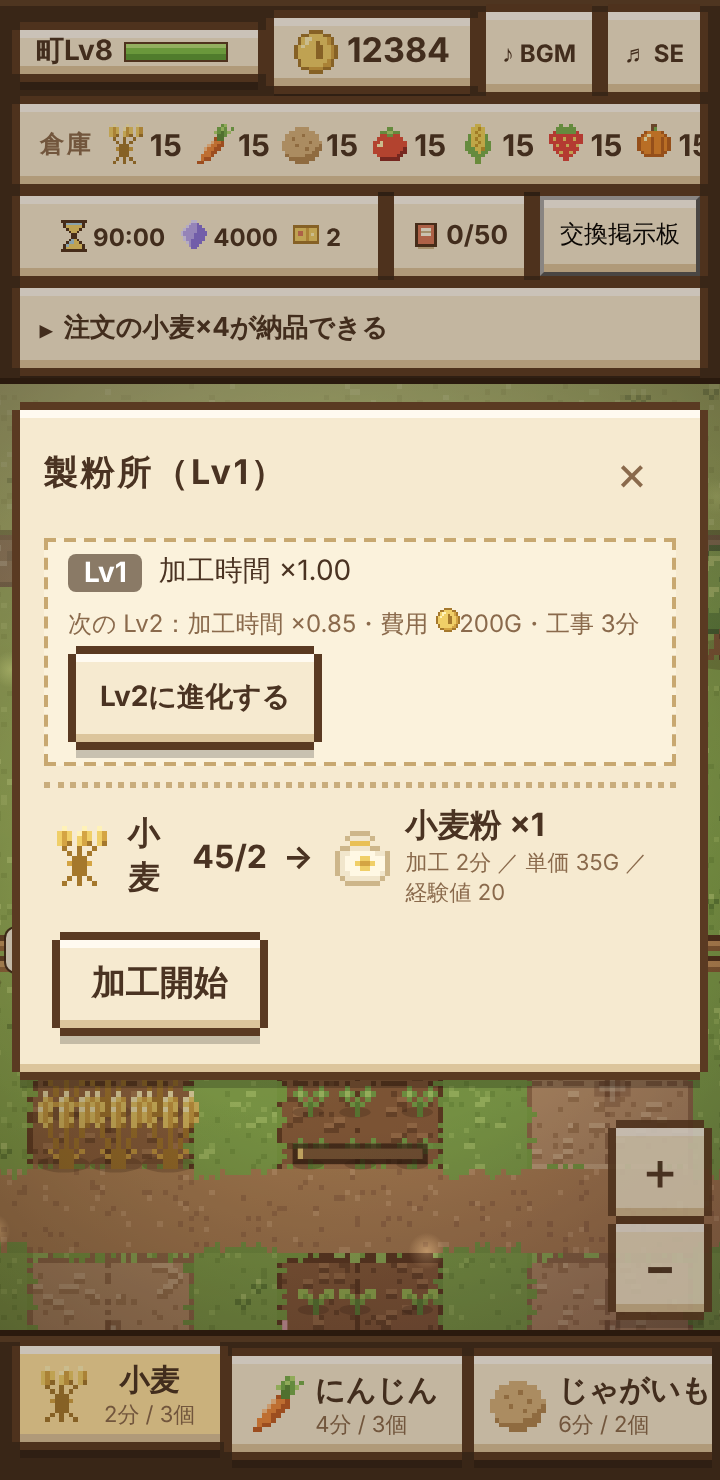 町Lv8 12384 ♪ BGM ♬ SE
倉庫 15 15 15 15 15 15 15
90:00 4000 2 0/50 交換掲示板
▸ 注文の小麦×4が納品できる
製粉所（Lv1） ×
Lv1 加工時間 ×1.00
次の Lv2：加工時間 ×0.85・費用 200G・工事 3分
Lv2に進化する
小麦 45/2 → 小麦粉 ×1
加工 2分 ／ 単価 35G ／
経験値 20
加工開始
+
−
小麦 にんじん じゃがいも
2分 / 3個 4分 / 3個 6分 / 2個